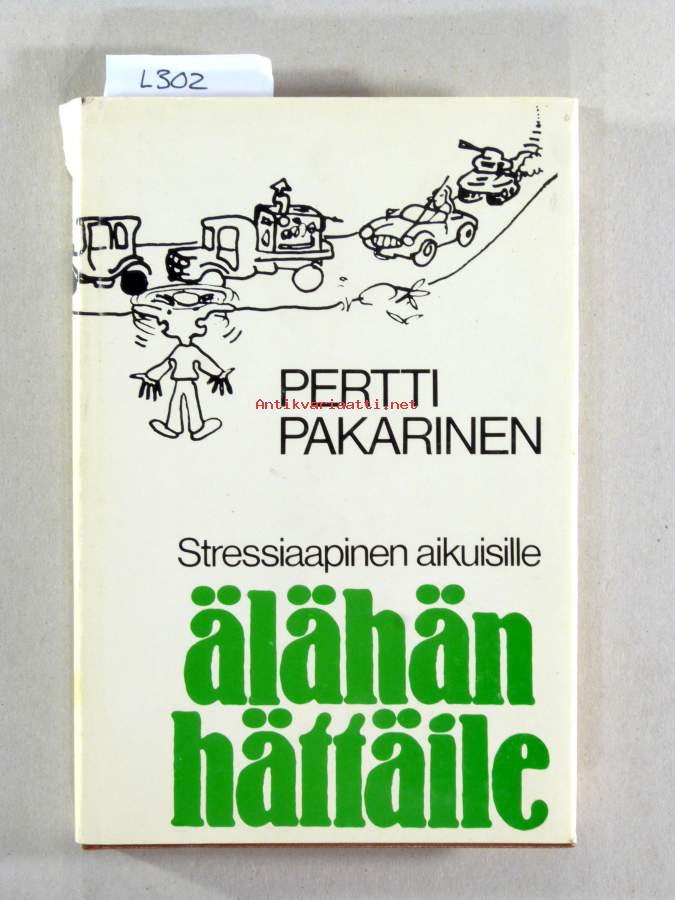 L302
PERTTI
Antikvariaatti.net
PAKARINEN
Stressiaapinen aikuisille
älähän
hättäile